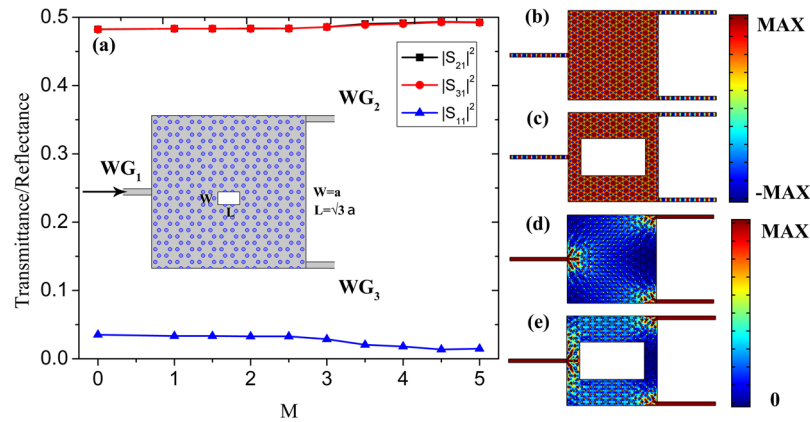 0.5
0.4
0.3
0.2
0.1
0.0
Transmittance/Reflectance
(a)
|S21|²
|S31|²
|S11|²
WG1
WG2
W
L
W=a
L=√3 a
WG3
0
1
2
3
4
5
M
(b)
MAX
(c)
-MAX
(d)
MAX
(e)
0